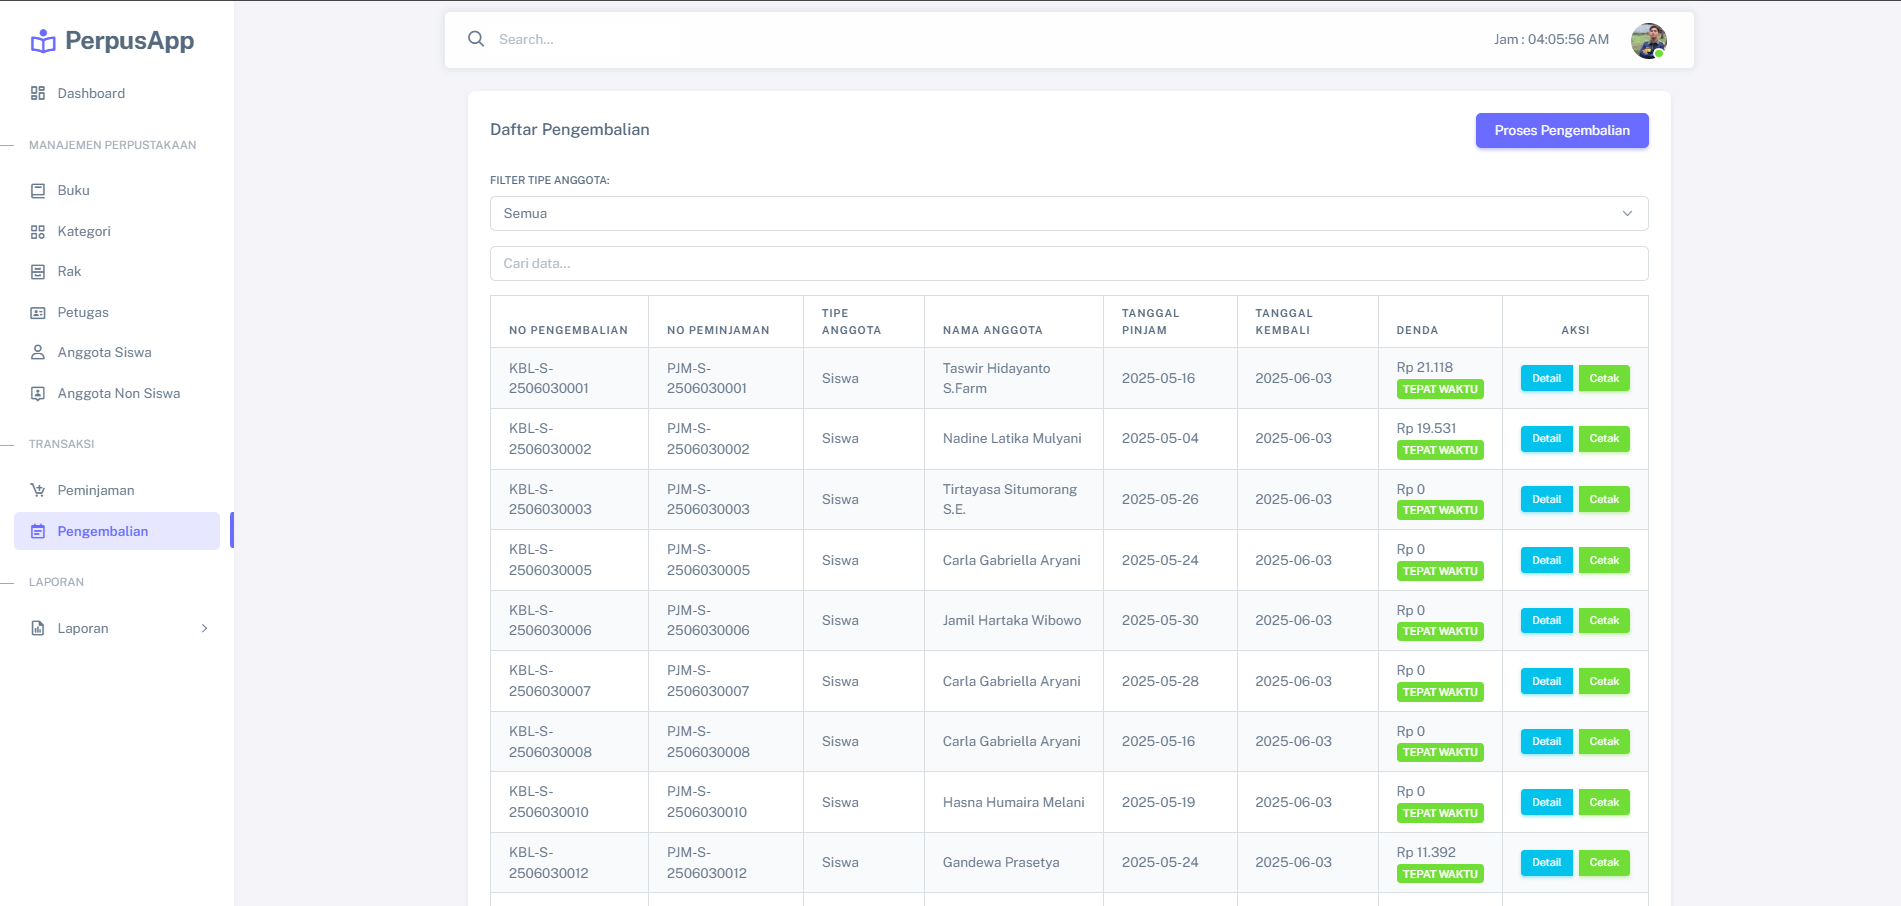 PerpusApp
Dashboard
MANAJEMEN PERPUSTAKAAN
Buku
Kategori
Rak
Petugas
Anggota Siswa
Anggota Non Siswa
TRANSAKSI
Peminjaman
Pengembalian
LAPORAN
Laporan
Search...
Jam : 04:05:56 AM
Daftar Pengembalian
Proses Pengembalian
FILTER TIPE ANGGOTA:
Semua
Cari data...
NO PENGEMBALIAN NO PEMINJAMAN TIPE ANGGOTA NAMA ANGGOTA TANGGAL PINJAM TANGGAL KEMBALI DENDA AKSI
KBL-S-2506030001 PJM-S-2506030001 Siswa Taswir Hidayanto S.Farm 2025-05-16 2025-06-03 Rp 21.118 TEPAT WAKTU Detail Cetak
KBL-S-2506030002 PJM-S-2506030002 Siswa Nadine Latika Mulyani 2025-05-04 2025-06-03 Rp 19.531 TEPAT WAKTU Detail Cetak
KBL-S-2506030003 PJM-S-2506030003 Siswa Tirtayasa Situmorang S.E. 2025-05-26 2025-06-03 Rp 0 TEPAT WAKTU Detail Cetak
KBL-S-2506030005 PJM-S-2506030005 Siswa Carla Gabriella Aryani 2025-05-24 2025-06-03 Rp 0 TEPAT WAKTU Detail Cetak
KBL-S-2506030006 PJM-S-2506030006 Siswa Jamil Hartaka Wibowo 2025-05-30 2025-06-03 Rp 0 TEPAT WAKTU Detail Cetak
KBL-S-2506030007 PJM-S-2506030007 Siswa Carla Gabriella Aryani 2025-05-28 2025-06-03 Rp 0 TEPAT WAKTU Detail Cetak
KBL-S-2506030008 PJM-S-2506030008 Siswa Carla Gabriella Aryani 2025-05-16 2025-06-03 Rp 0 TEPAT WAKTU Detail Cetak
KBL-S-2506030010 PJM-S-2506030010 Siswa Hasna Humaira Melani 2025-05-19 2025-06-03 Rp 0 TEPAT WAKTU Detail Cetak
KBL-S-2506030012 PJM-S-2506030012 Siswa Gandewa Prasetya 2025-05-24 2025-06-03 Rp 11.392 TEPAT WAKTU Detail Cetak